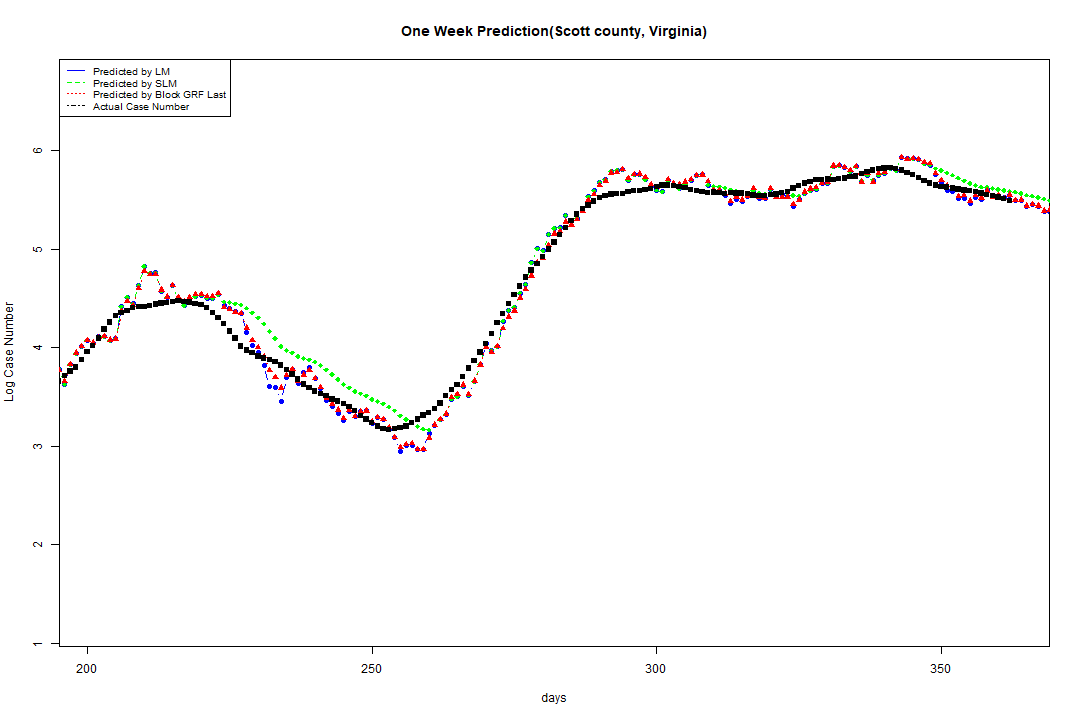 One Week Prediction(Scott county, Virginia)
Predicted by LM
Predicted by SLM
Predicted by Block GRF Last
Actual Case Number
6
5
4
3
2
1
Log Case Number
200 250 300 350
days